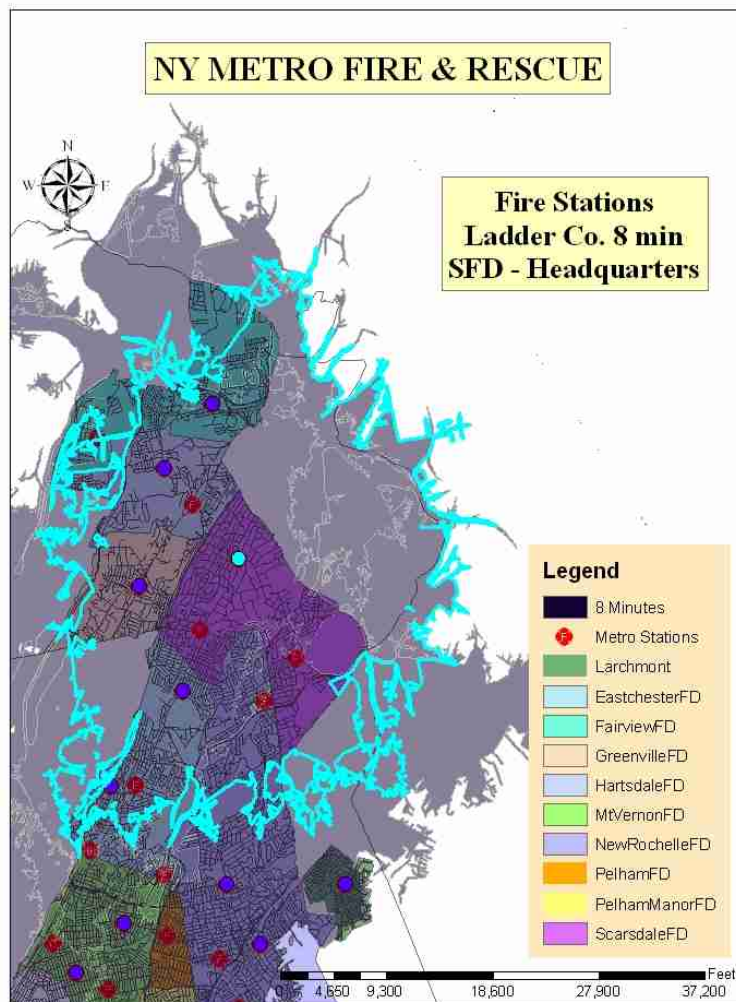 NY METRO FIRE & RESCUE
N
W E
S
Fire Stations
Ladder Co. 8 min
SFD - Headquarters
Legend
8 Minutes
F Metro Stations
Larchmont
EastchesterFD
FairviewFD
GreenvilleFD
HartsdaleFD
MtVernonFD
NewRochelleFD
PelhamFD
PelhamManorFD
ScarsdaleFD
Feet
4,650 9,300 18,600 27,900 37,200